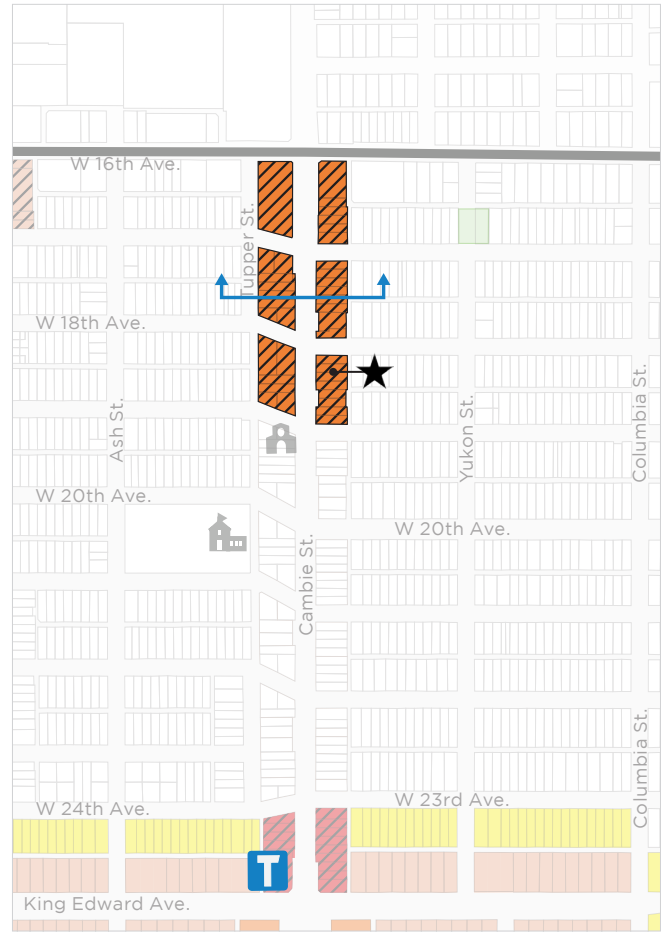 W 16th Ave.
Tupper St.
W 18th Ave.
Columbia St.
Yukon St.
Ash St.
W 20th Ave.
W 20th Ave.
Cambie St.
Columbia St.
W 23rd Ave.
W 24th Ave.
T
King Edward Ave.